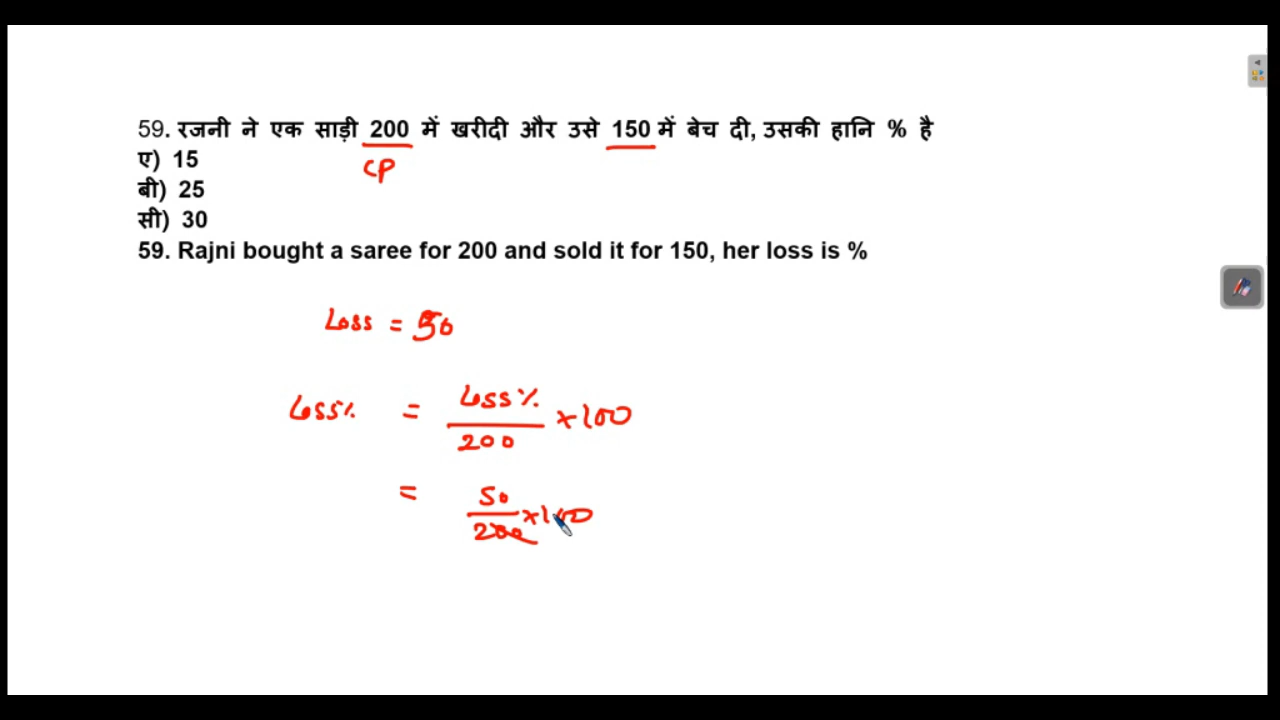 59. रजनी ने एक साड़ी 200 में खरीदी और उसे 150 में बेच दी, उसकी हानि % है
CP
ए) 15
बी) 25
सी) 30
59. Rajni bought a saree for 200 and sold it for 150, her loss is %
Loss = 50
Loss% = Loss% / 200 × 100
= 50 / 200 × 100